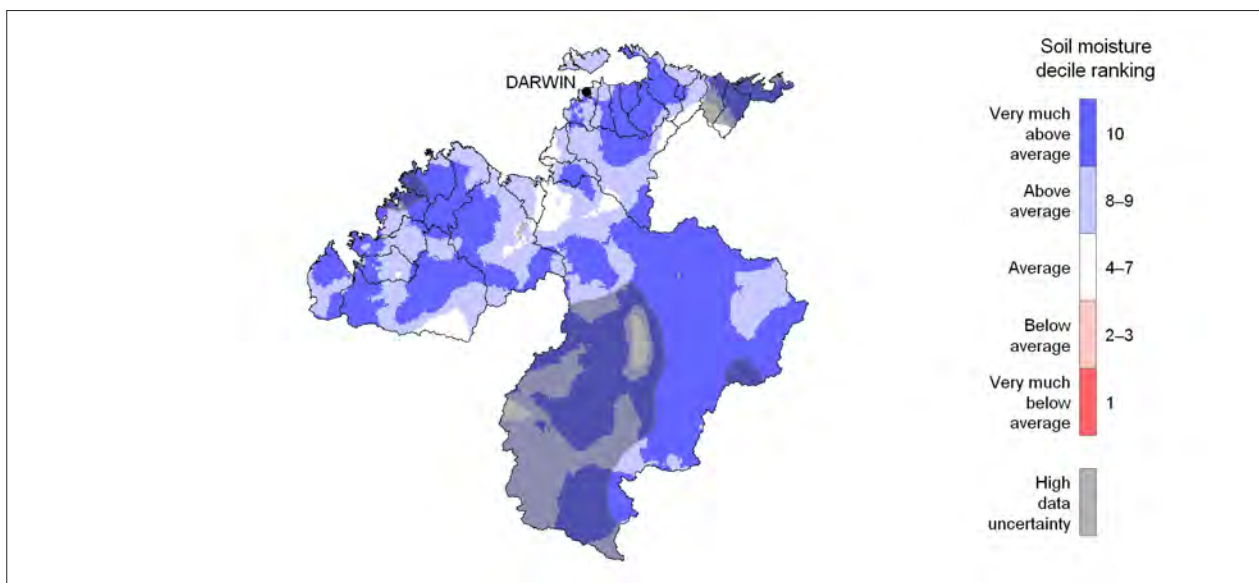 DARWIN
Soil moisture
decile ranking
Very much
above
average
10
Above
average
8–9
Average
4–7
Below
average
2–3
Very much
below
average
1
High
data
uncertainty